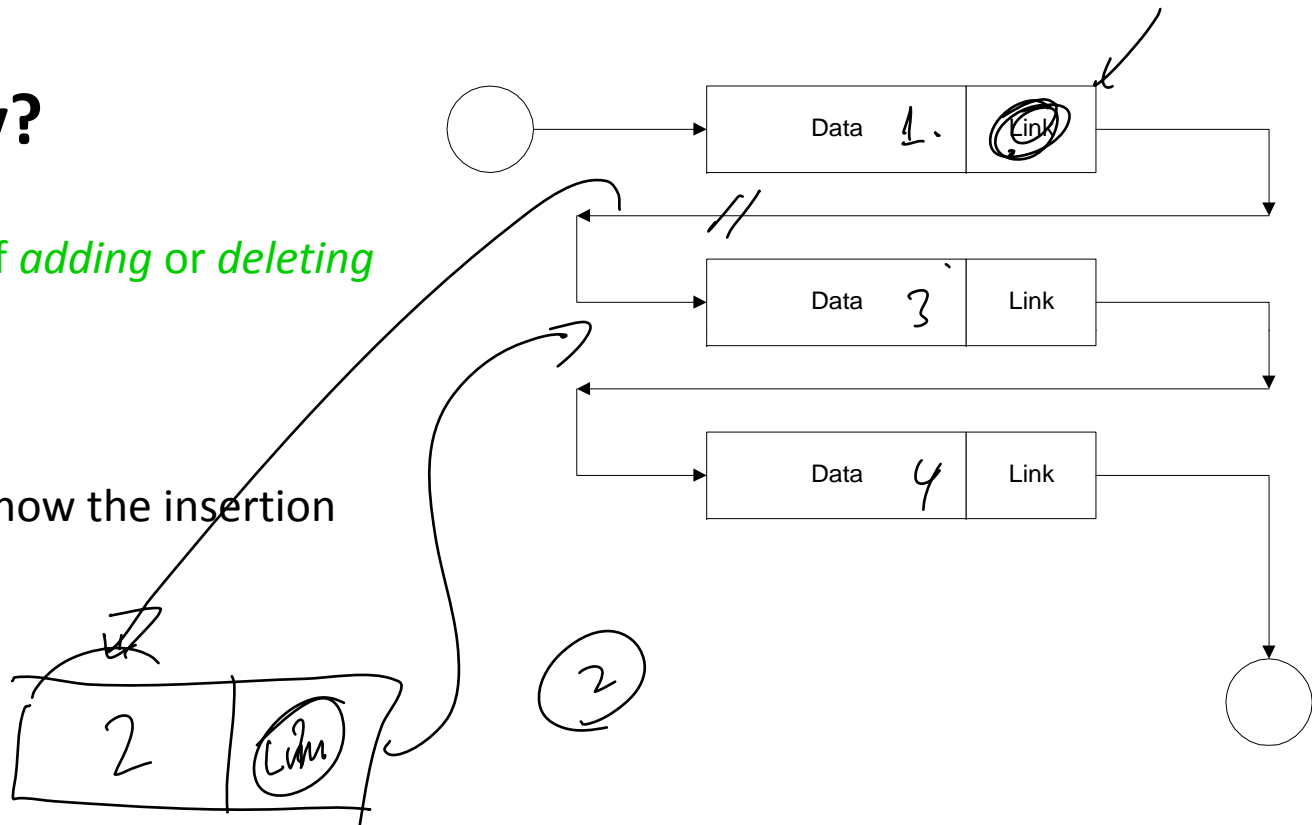 y?
f adding or deleting
how the insertion
Data 1. Link
Data 3 Link
Data 4 Link
2
2